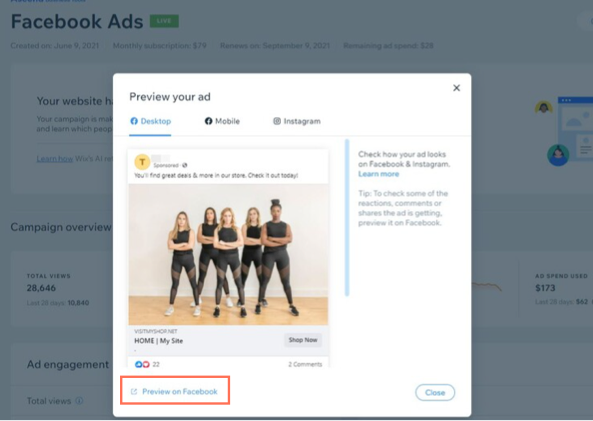 Facebook Ads LIVE
Created on: June 9, 2021 Monthly subscription: $79 Renews on: September 9, 2021 Remaining ad spend: $28
Your website h
Your campaign is mak
and learn which peop
Learn how Wix's AI
Campaign overview
TOTAL VIEWS
28,646
Last 28 days: 10,840
AD SPEND USED
$173
Last 28 days: $62
Ad engagement
Total views
Preview your ad
Desktop Mobile Instagram
T
Sponsored
You'll find great deals & more in our store. Check it out today!
VISITMYSHOP.NET
HOME | My Site
Shop Now
22
2 Comments
Check how your ad looks
on Facebook & Instagram.
Learn more
Tip: To check some of the
reactions, comments or
shares the ad is getting,
preview it on Facebook.
Preview on Facebook
Close